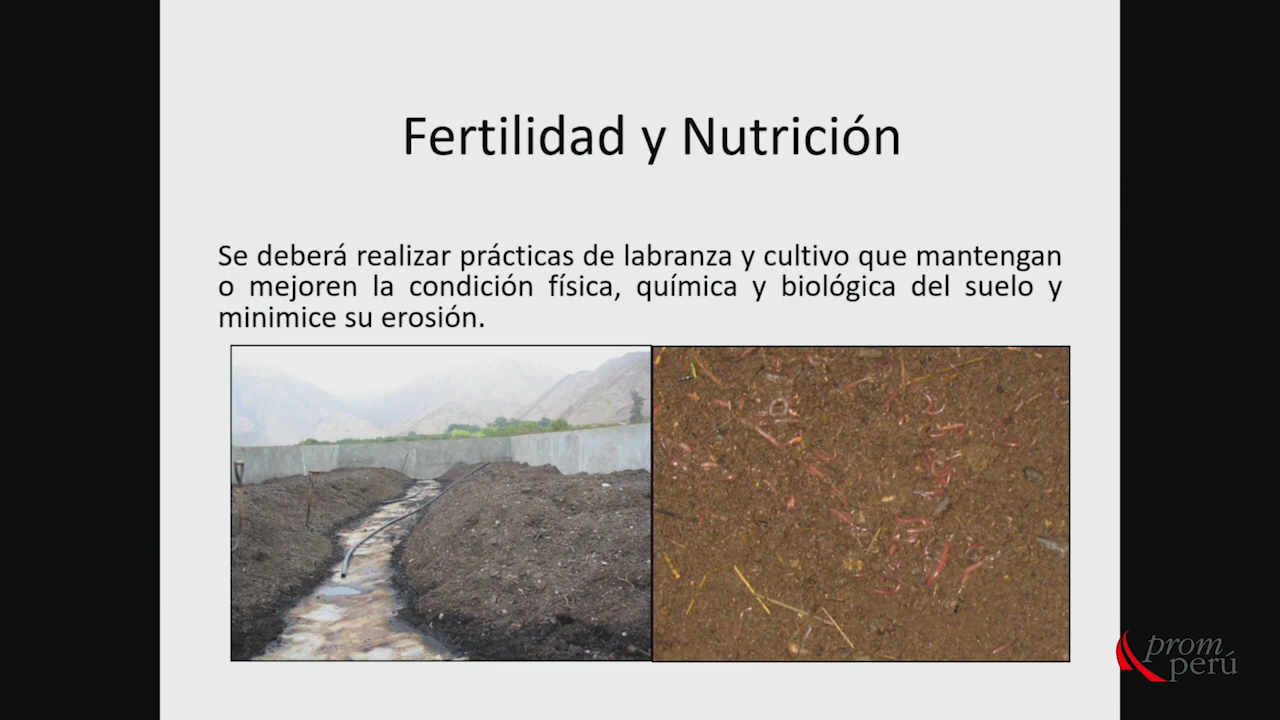 Fertilidad y Nutrición
Se deberá realizar prácticas de labranza y cultivo que mantengan
o mejoren la condición física, química y biológica del suelo y
minimice su erosión.
prom
perú